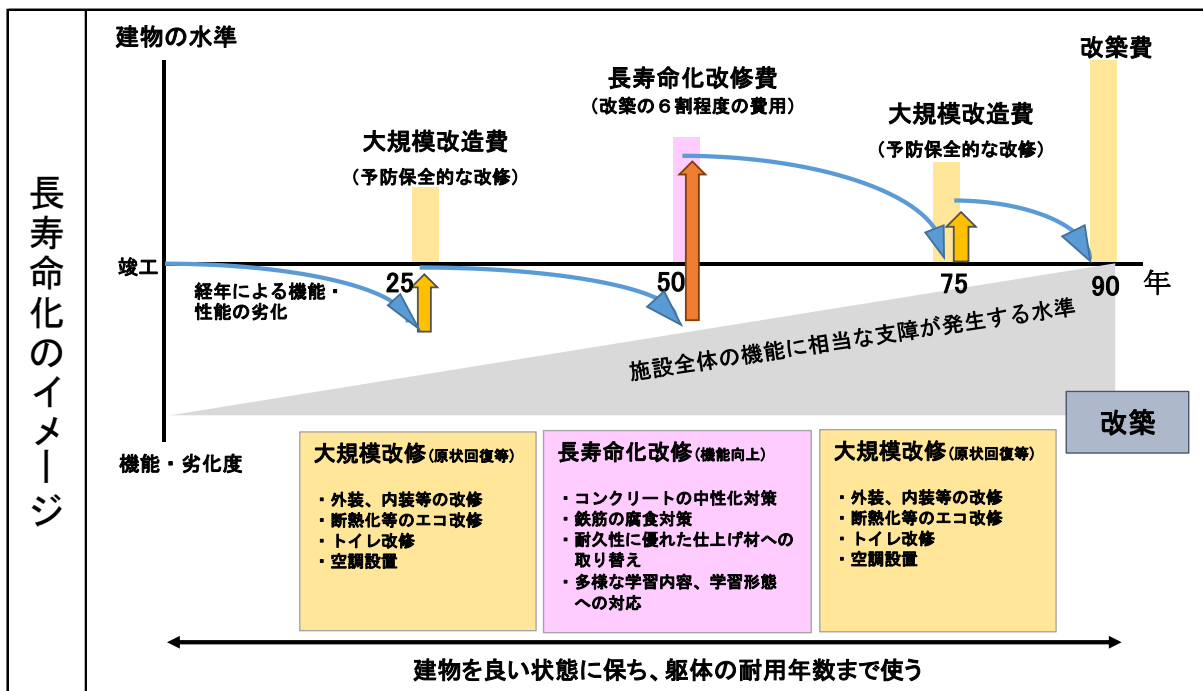 長寿命化のイメージ
建物の水準
改築費
長寿命化改修費
（改築の６割程度の費用）
大規模改造費
（予防保全的な改修）
大規模改造費
（予防保全的な改修）
竣工
25
50
75
90
年
経年による機能・
性能の劣化
施設全体の機能に相当な支障が発生する水準
改築
機能・劣化度
大規模改修(原状回復等)
・外装、内装等の改修
・断熱化等のエコ改修
・トイレ改修
・空調設置
長寿命化改修(機能向上)
・コンクリートの中性化対策
・鉄筋の腐食対策
・耐久性に優れた仕上げ材への
取り替え
・多様な学習内容、学習形態
への対応
大規模改修(原状回復等)
・外装、内装等の改修
・断熱化等のエコ改修
・トイレ改修
・空調設置
建物を良い状態に保ち、躯体の耐用年数まで使う